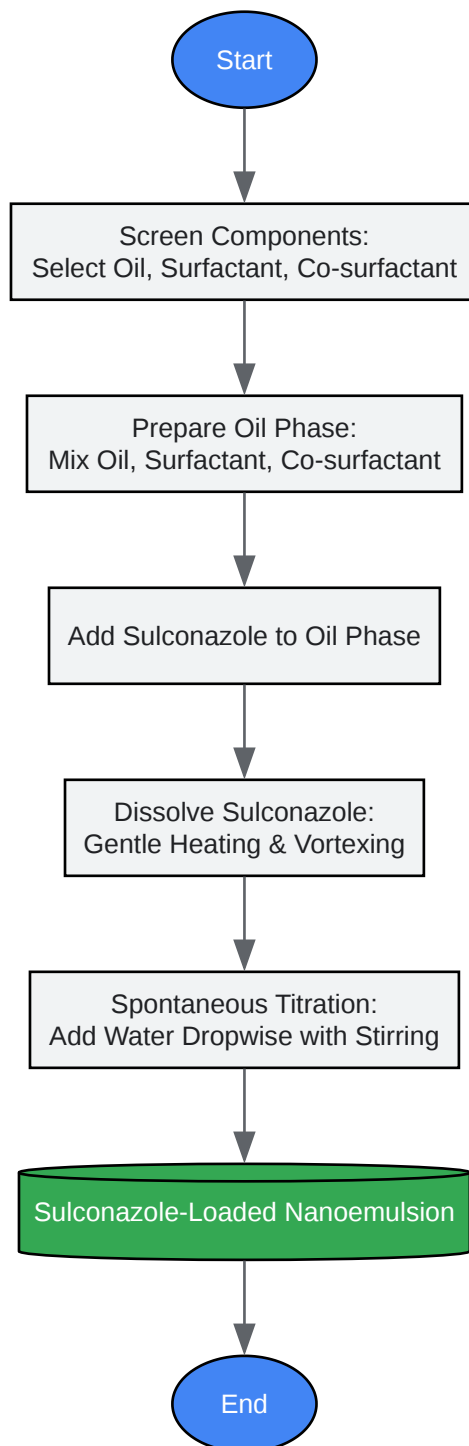 Start
Screen Components:
Select Oil, Surfactant, Co-surfactant
Prepare Oil Phase:
Mix Oil, Surfactant, Co-surfactant
Add Sulconazole to Oil Phase
Dissolve Sulconazole:
Gentle Heating & Vortexing
Spontaneous Titration:
Add Water Dropwise with Stirring
Sulconazole-Loaded Nanoemulsion
End